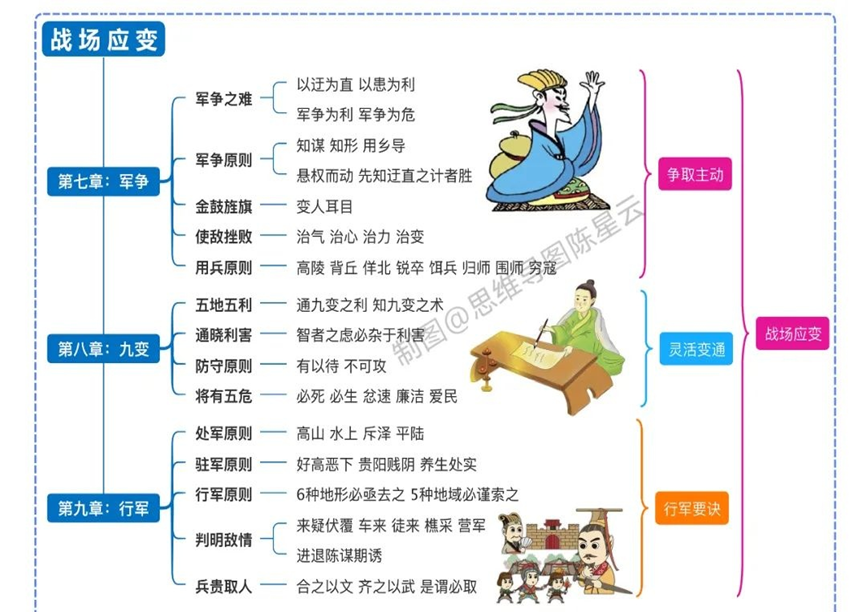 战场应变
第七章：军争
军争之难
以迂为直 以患为利
军争为利 军争为危
军争原则
知谋 知形 用乡导
悬权而动 先知迂直之计者胜
金鼓旌旗
变人耳目
使敌挫败
治气 治心 治力 治变
用兵原则
高陵 背丘 佯北 锐卒 饵兵 归师 围师 穷寇
争取主动
第八章：九变
五地五利
通九变之利 知九变之术
通晓利害
智者之虑必杂于利害
防守原则
有以待 不可攻
将有五危
必死 必生 忿速 廉洁 爱民
灵活变通
第九章：行军
处军原则
高山 水上 斥泽 平陆
驻军原则
好高恶下 贵阳贱阴 养生处实
行军原则
6种地形必亟去之 5种地域必谨索之
判明敌情
来疑伏覆 车来 徒来 樵采 营军
进退陈谋期诱
兵贵取人
合之以文 齐之以武 是谓必取
行军要诀
战场应变
制图@思维导图陈星云